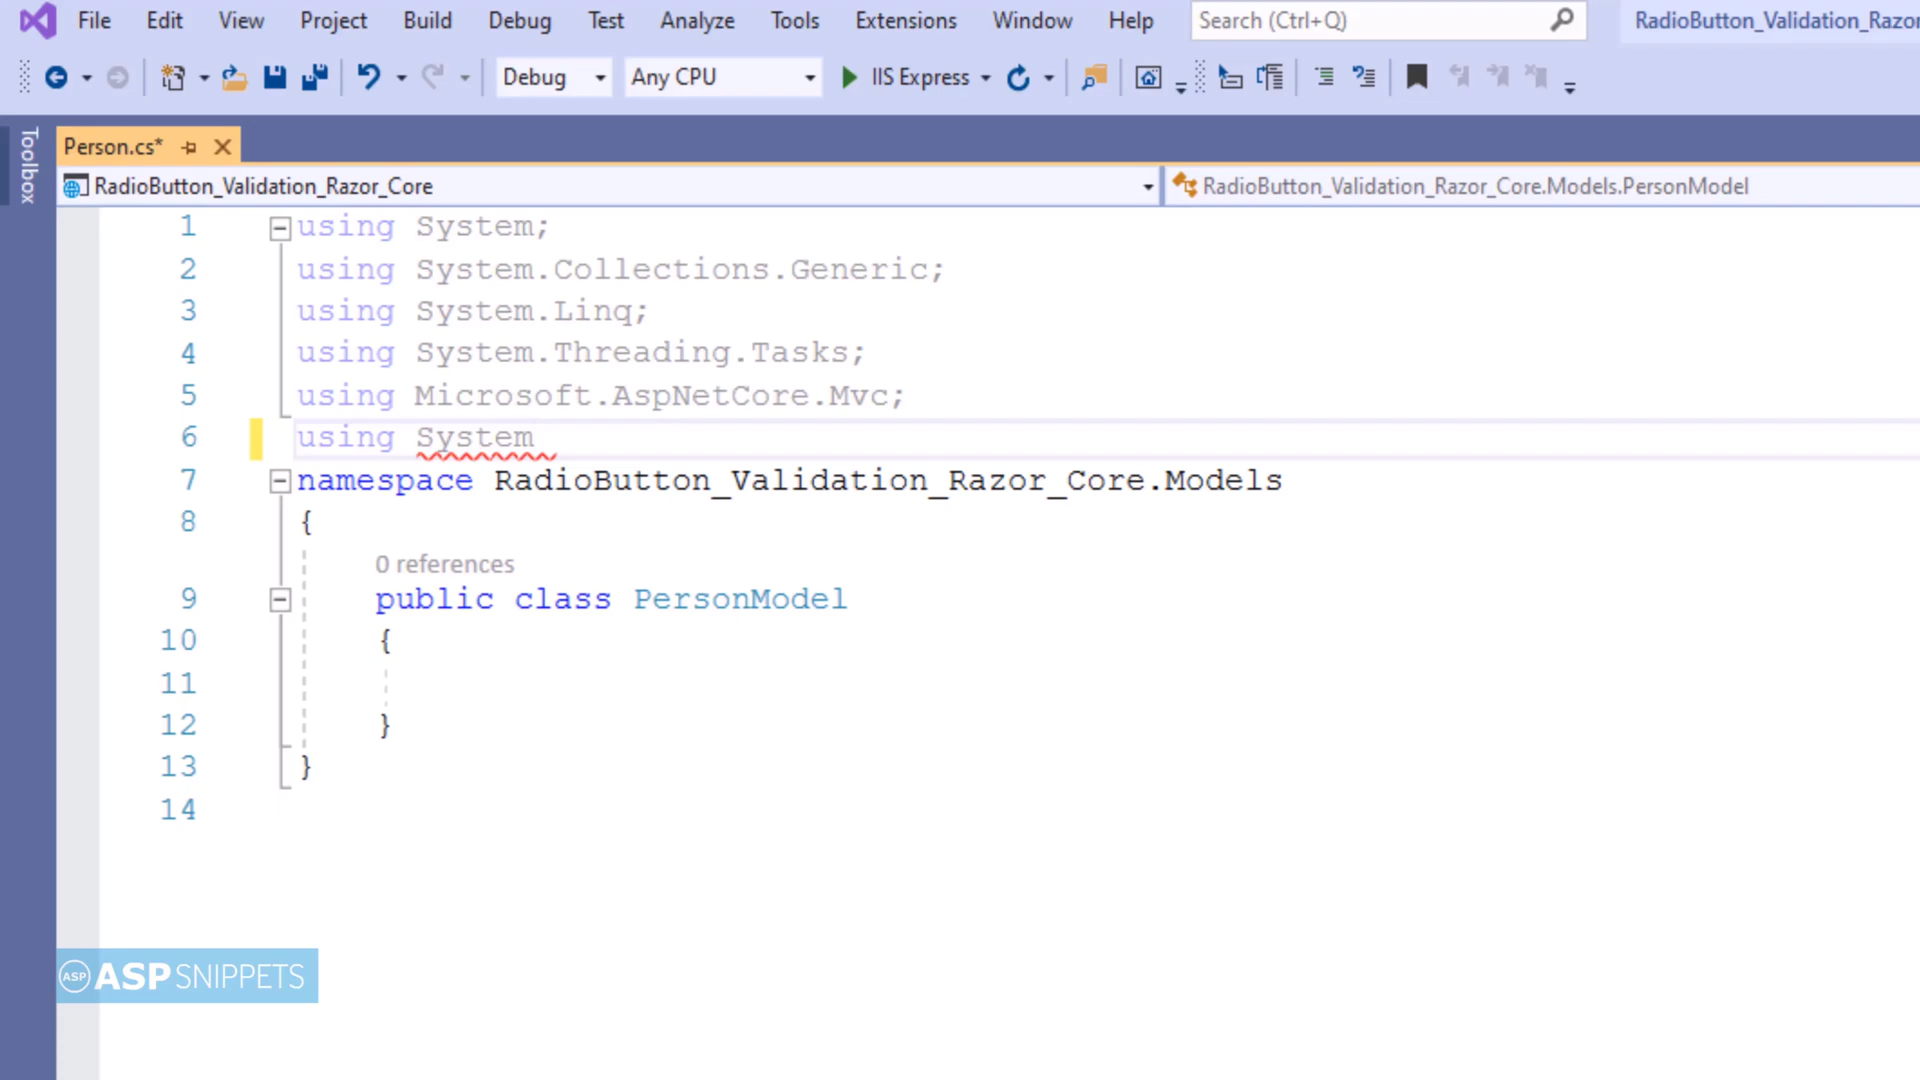 File Edit View Project Build Debug Test Analyze Tools Extensions Window Help Search (Ctrl+Q) RadioButton_Validation_Razor
Debug Any CPU IIS Express
Toolbox
Person.cs*
RadioButton_Validation_Razor_Core RadioButton_Validation_Razor_Core.Models.PersonModel
1 using System;
2 using System.Collections.Generic;
3 using System.Linq;
4 using System.Threading.Tasks;
5 using Microsoft.AspNetCore.Mvc;
6 using System
7 namespace RadioButton_Validation_Razor_Core.Models
8 {
0 references
9 public class PersonModel
10 {
11
12 }
13 }
14
ASP ASPSNIPPETS